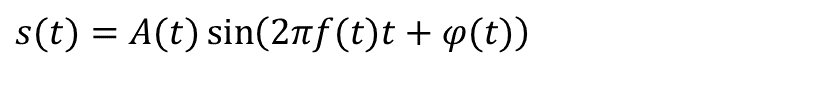 s(t) = A(t) sin(2πf(t)t + φ(t))